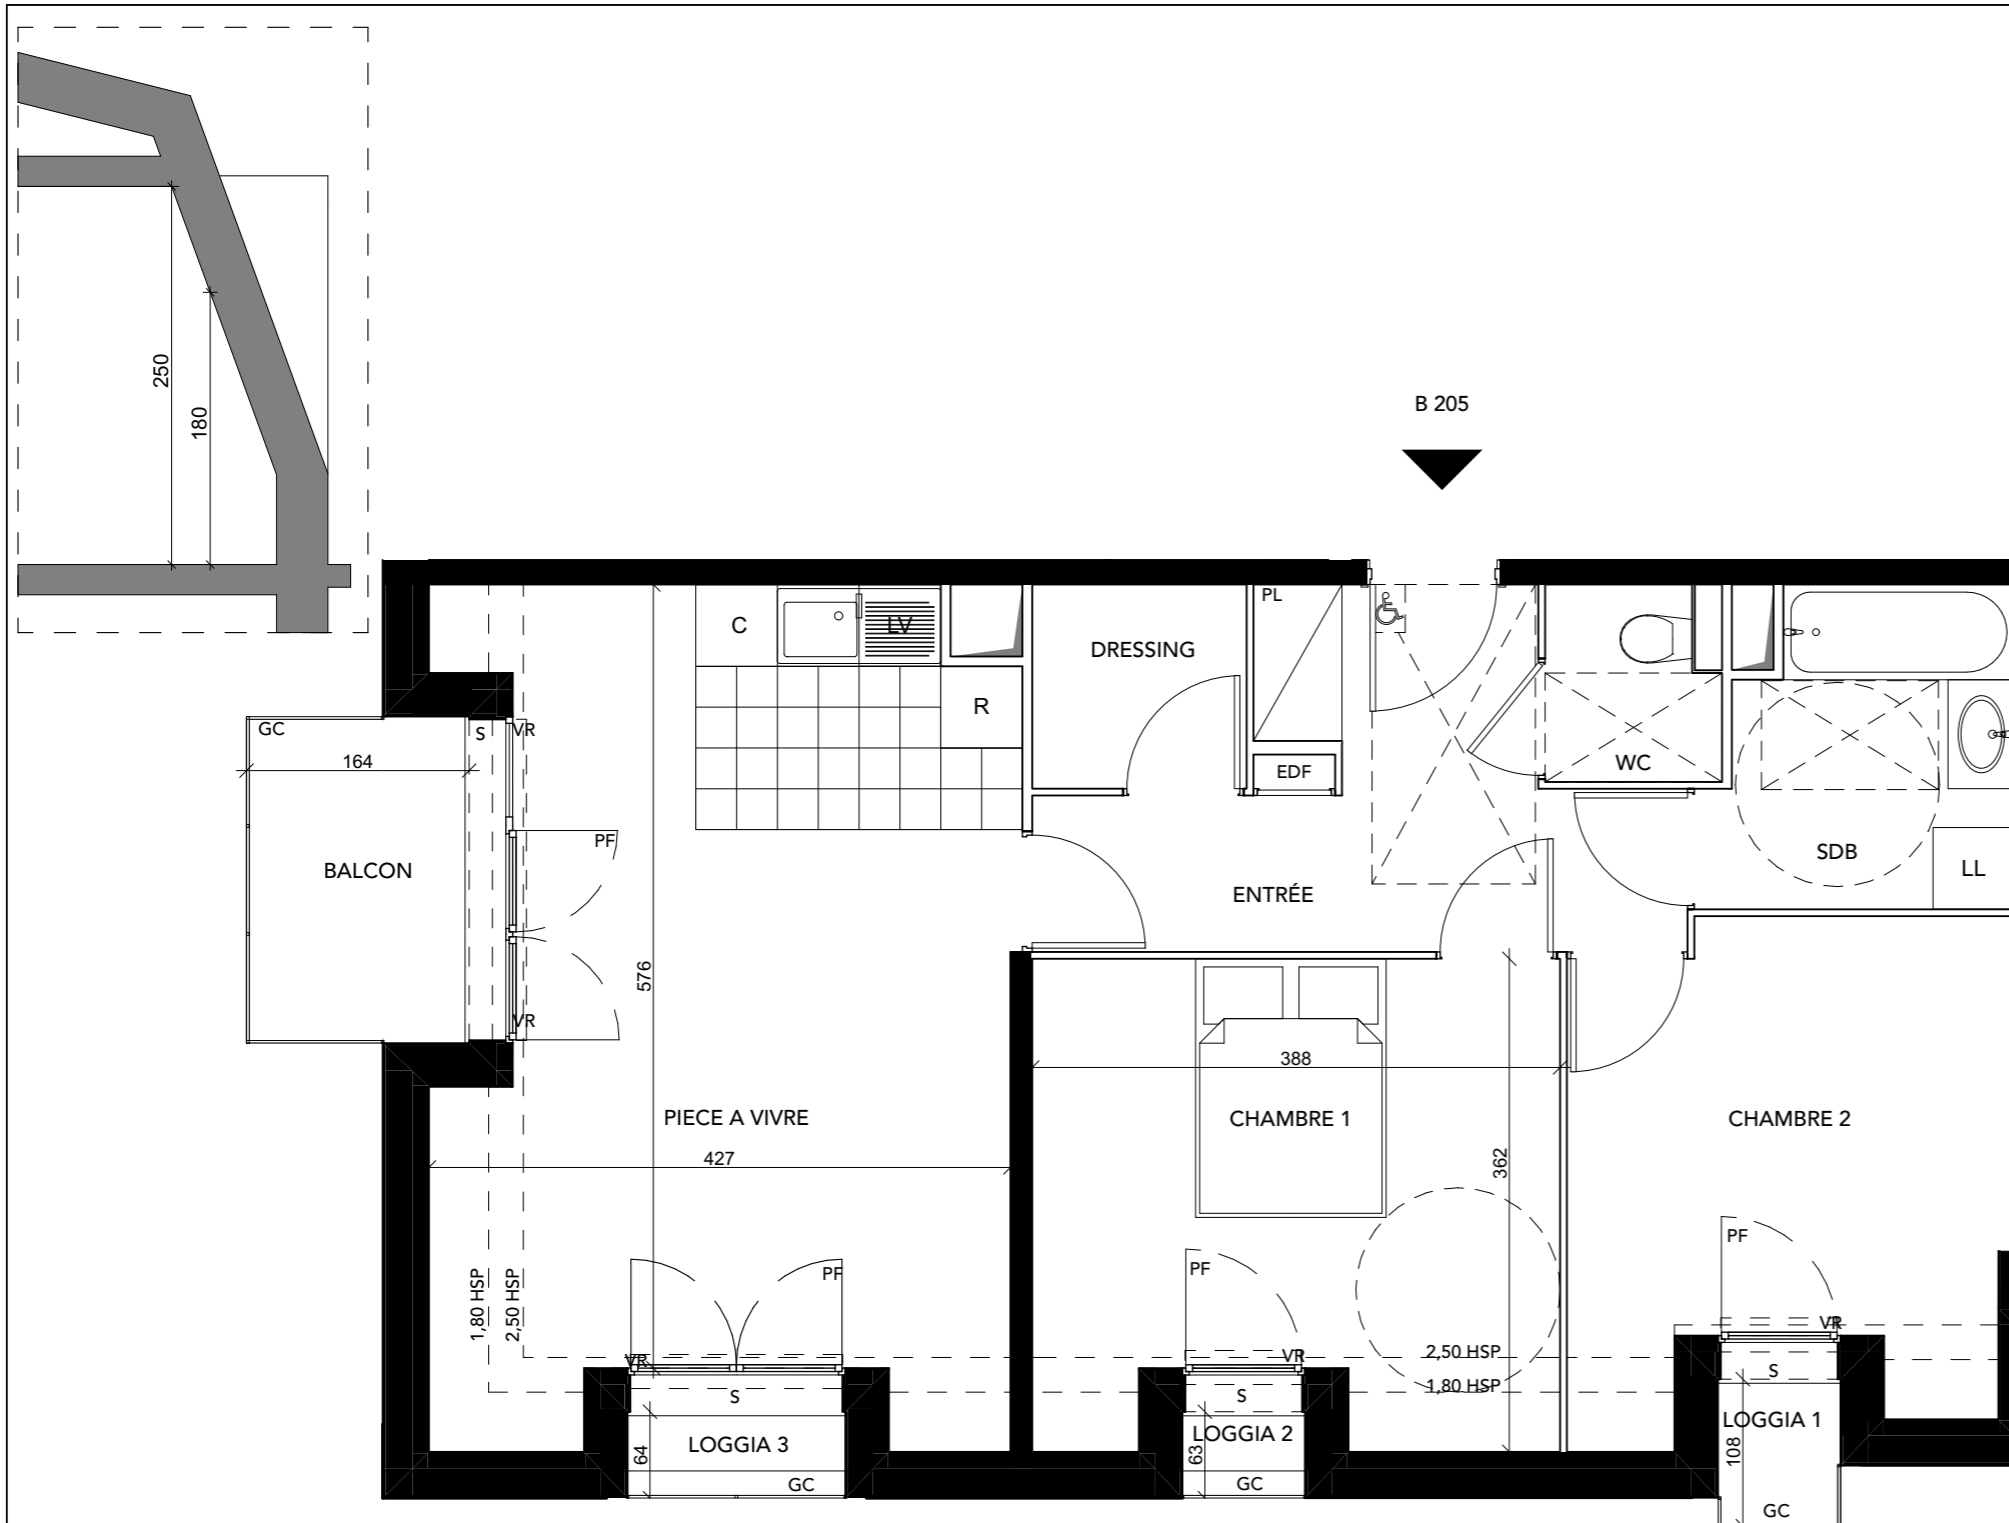 250
180
B 205
PL
C
LV
DRESSING
R
GC
S
VR
164
WC
EDF
PF
BALCON
SDB
LL
ENTRÉE
576
VR
388
PIECE A VIVRE
CHAMBRE 1
CHAMBRE 2
427
362
PF
PF
PF
1,80 HSP
2,50 HSP
VR
VR
VR
2,50 HSP
1,80 HSP
S
S
S
LOGGIA 3
LOGGIA 2
LOGGIA 1
64
63
108
GC
GC
GC